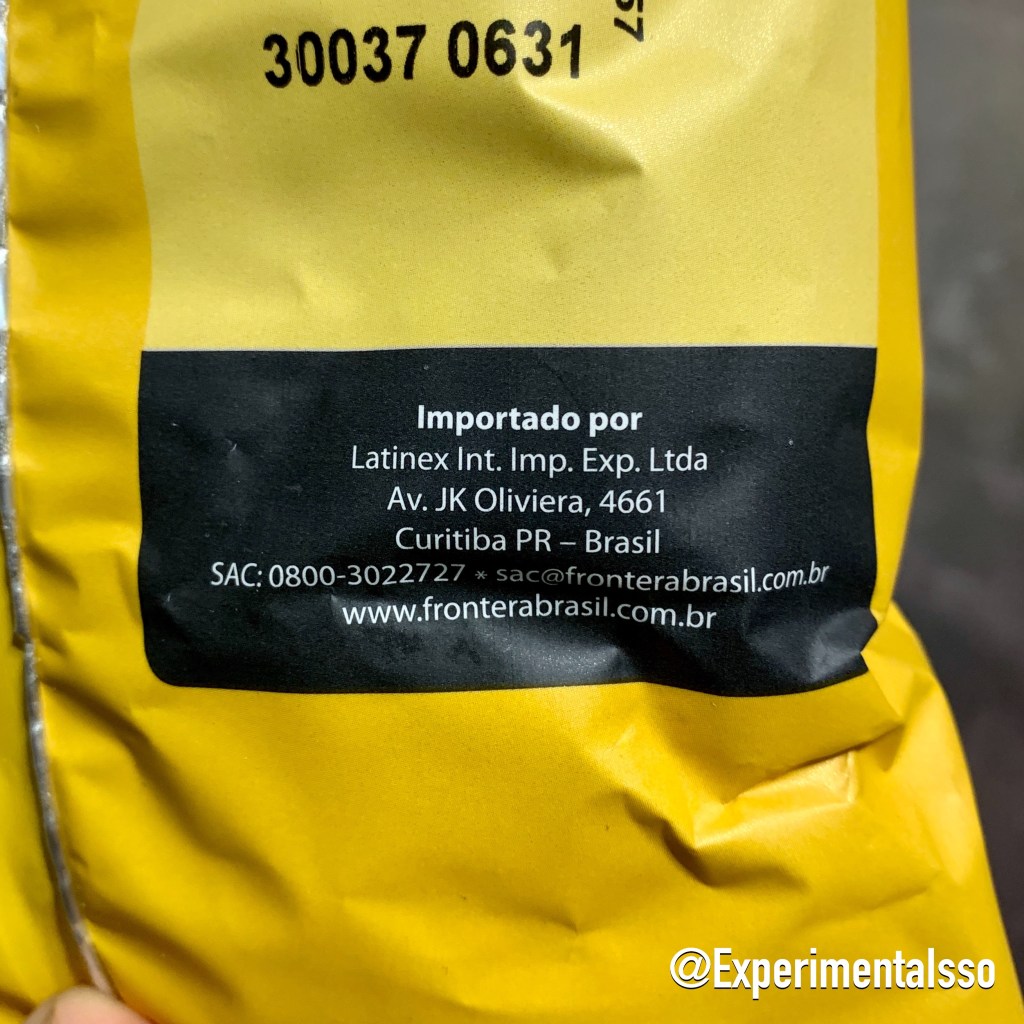 57
30037 0631
Importado por
Latinex Int. Imp. Exp. Ltda
Av. JK Oliviera, 4661
Curitiba PR – Brasil
SAC: 0800-3022727 * sac@fronterabrasil.com.br
www.fronterabrasil.com.br
@Experimentalsso